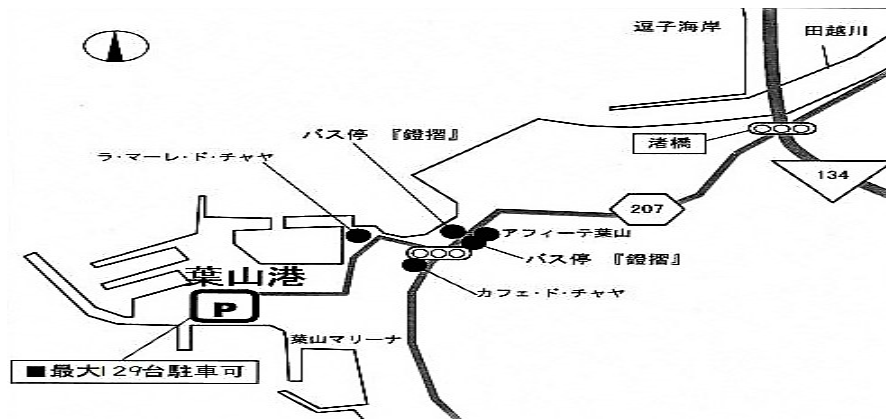 逗子海岸
田越川
バス停 『鐙摺』
渚橋
ラ・マーレ・ド・チャヤ
134
207
アフィーテ葉山
バス停 『鐙摺』
葉山港
カフェ・ド・チャヤ
P
葉山マリーナ
■最大129台駐車可